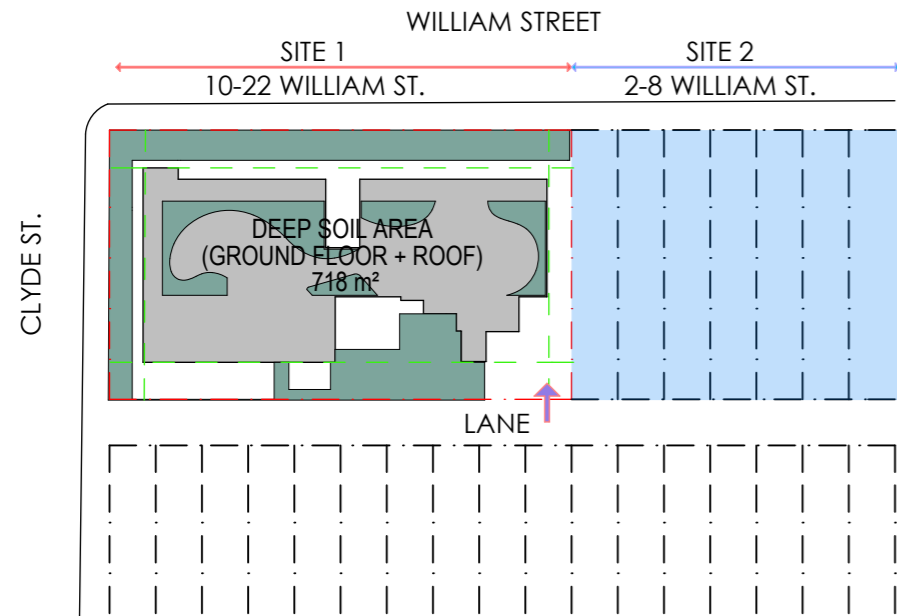 WILLIAM STREET
SITE 1
SITE 2
10-22 WILLIAM ST.
2-8 WILLIAM ST.
CLYDE ST.
DEEP SOIL AREA
(GROUND FLOOR + ROOF)
718 m²
LANE